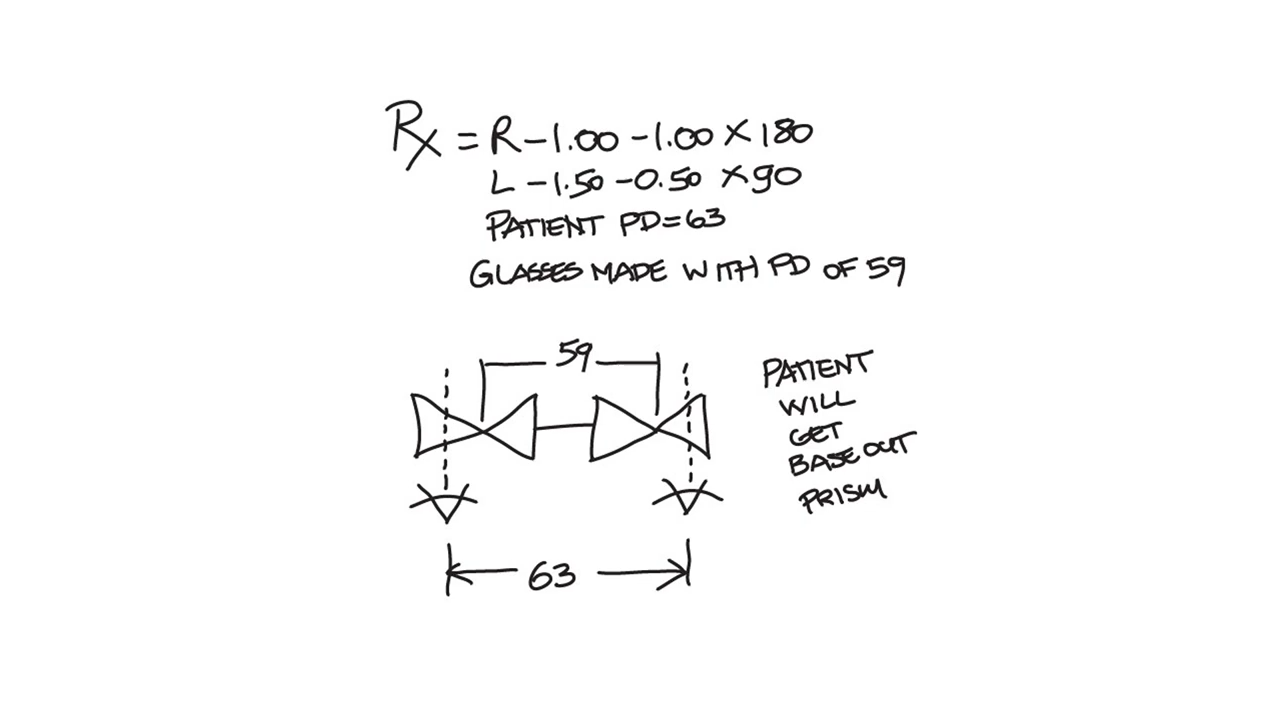 Rx = R -1.00 -1.00 X 180
L -1.50 -0.50 X 90
PATIENT PD = 63
GLASSES MADE WITH PD OF 59
59
PATIENT
WILL
GET
BASE OUT
PRISM
63